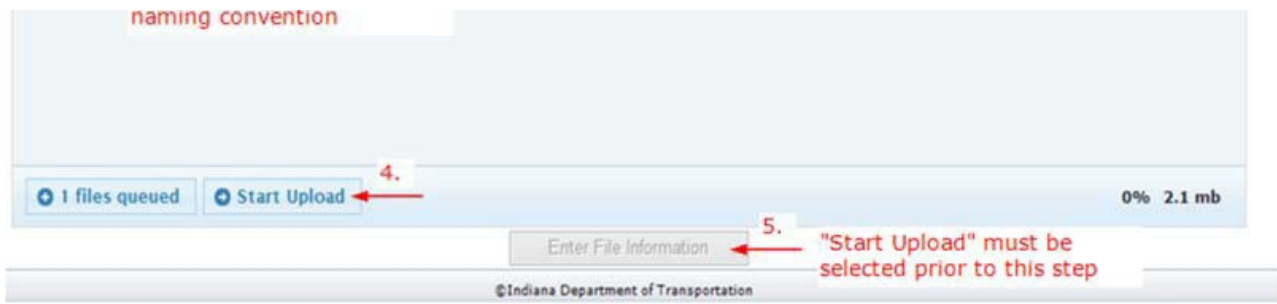 naming convention
4.
1 files queued Start Upload 0% 2.1 mb
5.
Enter File Information "Start Upload" must be
selected prior to this step
©Indiana Department of Transportation